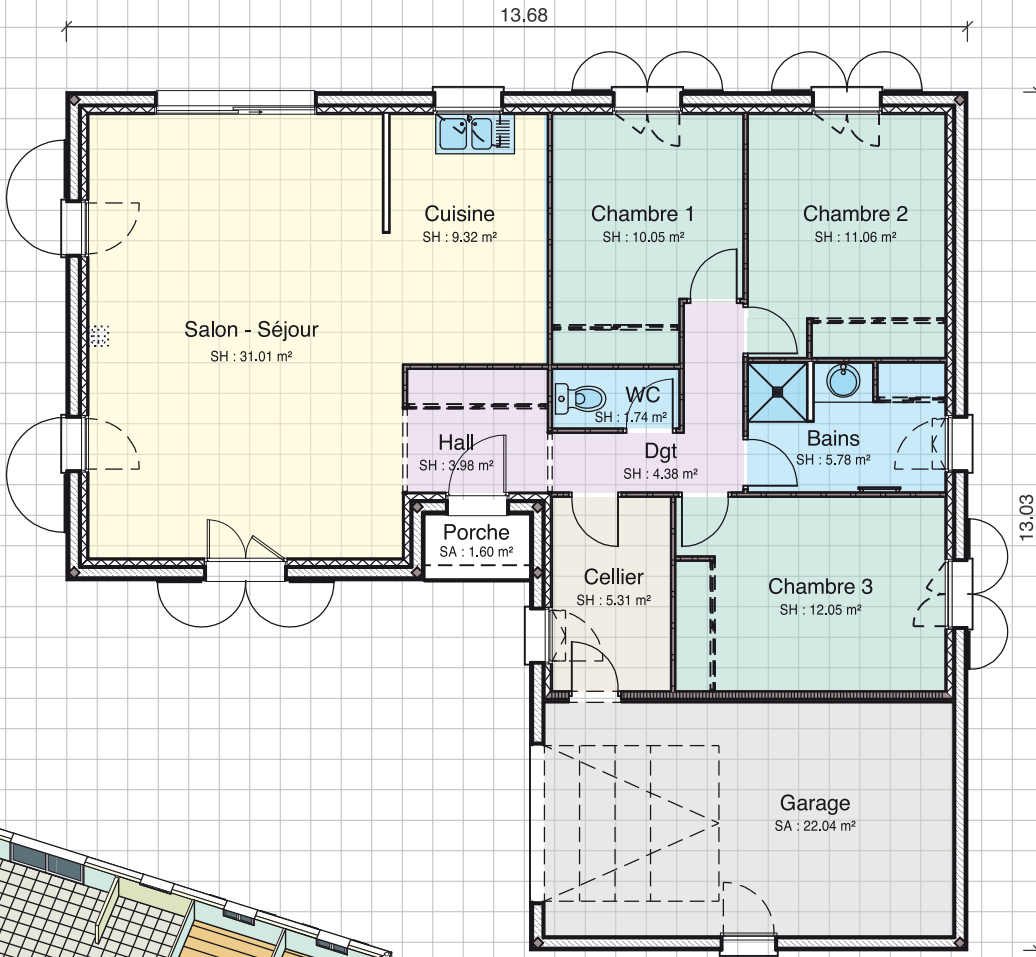 13.68
Cuisine
SH : 9.32 m²
Chambre 1
SH : 10.05 m²
Chambre 2
SH : 11.06 m²
Salon - Séjour
SH : 31.01 m²
WC
SH : 1.74 m²
Hall
SH : 3.98 m²
Dgt
SH : 4.38 m²
Bains
SH : 5.78 m²
13.03
Porche
SA : 1.60 m²
Cellier
SH : 5.31 m²
Chambre 3
SH : 12.05 m²
Garage
SA : 22.04 m²